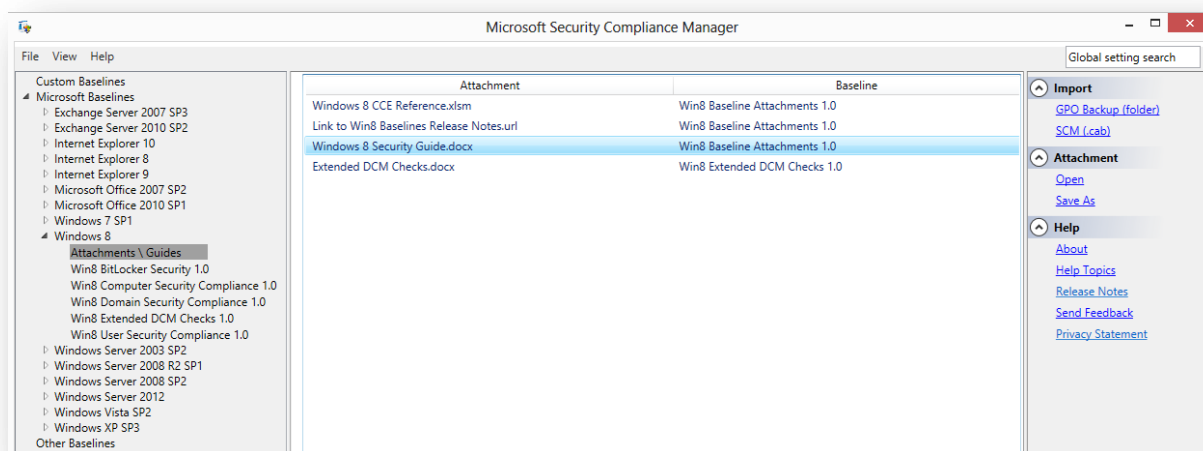 Microsoft Security Compliance Manager
File View Help
Global setting search
Custom Baselines
Microsoft Baselines
Exchange Server 2007 SP3
Exchange Server 2010 SP2
Internet Explorer 10
Internet Explorer 8
Internet Explorer 9
Microsoft Office 2007 SP2
Microsoft Office 2010 SP1
Windows 7 SP1
Windows 8
Attachments \ Guides
Win8 BitLocker Security 1.0
Win8 Computer Security Compliance 1.0
Win8 Domain Security Compliance 1.0
Win8 Extended DCM Checks 1.0
Win8 User Security Compliance 1.0
Windows Server 2003 SP2
Windows Server 2008 R2 SP1
Windows Server 2008 SP2
Windows Server 2012
Windows Vista SP2
Windows XP SP3
Other Baselines
Attachment Baseline
Windows 8 CCE Reference.xlsm Win8 Baseline Attachments 1.0
Link to Win8 Baselines Release Notes.url Win8 Baseline Attachments 1.0
Windows 8 Security Guide.docx Win8 Baseline Attachments 1.0
Extended DCM Checks.docx Win8 Extended DCM Checks 1.0
Import
GPO Backup (folder)
SCM (.cab)
Attachment
Open
Save As
Help
About
Help Topics
Release Notes
Send Feedback
Privacy Statement